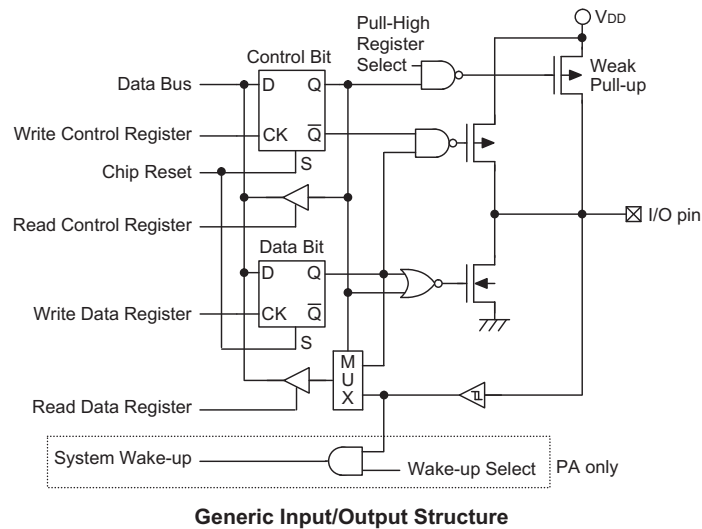 VDD
Pull-High
Register
Select
Control Bit
Weak
Pull-up
Data Bus
D
Q
Write Control Register
CK
Q
Chip Reset
S
I/O pin
Read Control Register
Data Bit
D
Q
Write Data Register
CK
Q
S
M
U
X
Read Data Register
System Wake-up
Wake-up Select
PA only
Generic Input/Output Structure